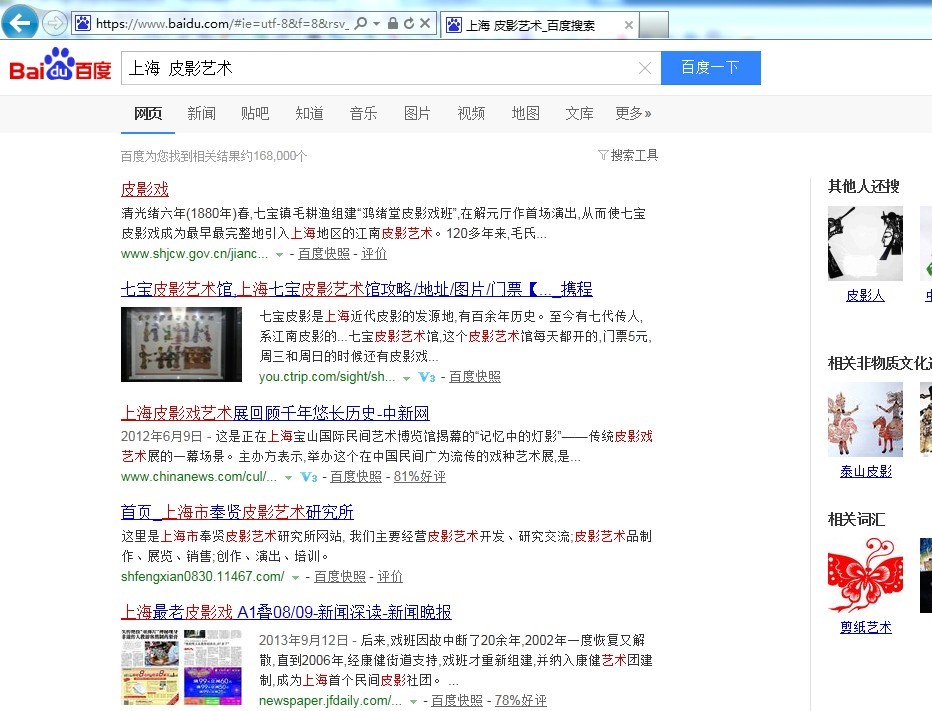 https://www.baidu.com/#ie=utf-8&f=8&rsv_
上海 皮影艺术_百度搜索
Bai du 百度
上海 皮影艺术
百度一下
网页 新闻 贴吧 知道 音乐 图片 视频 地图 文库 更多»
百度为您找到相关结果约168,000个
搜索工具
皮影戏
清光绪六年(1880年)春,七宝镇毛耕渔组建“鸿绪堂皮影戏班”,在解元厅作首场演出,从而使七宝
皮影戏成为最早最完整地引入上海地区的江南皮影艺术。120多年来,毛氏...
www.shjcw.gov.cn/jianc... - 百度快照 - 评价
七宝皮影艺术馆,上海七宝皮影艺术馆攻略/地址/图片/门票【..._携程
七宝皮影是上海近代皮影的发源地,有百余年历史。至今有七代传人,
系江南皮影的...七宝皮影艺术馆,这个皮影艺术馆每天都开的,门票5元,
周三和周日的时候还有皮影戏...
you.ctrip.com/sight/sh... V3 - 百度快照
上海皮影戏艺术展回顾千年悠长历史-中新网
2012年6月9日 - 这是正在上海宝山国际民间艺术博览馆揭幕的“记忆中的灯影”——传统皮影戏
艺术展的一幕场景。主办方表示,举办这个在中国民间广为流传的戏种艺术展,是...
www.chinanews.com/cul/... V3 - 百度快照 - 81%好评
首页_上海市奉贤皮影艺术研究所
这里是上海市奉贤皮影艺术研究所网站, 我们主要经营皮影艺术开发、研究交流;皮影艺术品制
作、展览、销售;创作、演出、培训。
shfengxian0830.11467.com/ - 百度快照 - 评价
上海最老皮影戏 A1叠08/09-新闻深读-新闻晚报
2013年9月12日 - 后来,戏班因故中断了20余年,2002年一度恢复又解
散,直到2006年,经康健街道支持,戏班才重新组建,并纳入康健艺术团建
制,成为上海首个民间皮影社团。 ...
newspaper.jfdaily.com/... - 百度快照 - 78%好评
其他人还搜
皮影人
相关非物质文化
泰山皮影
相关词汇
剪纸艺术